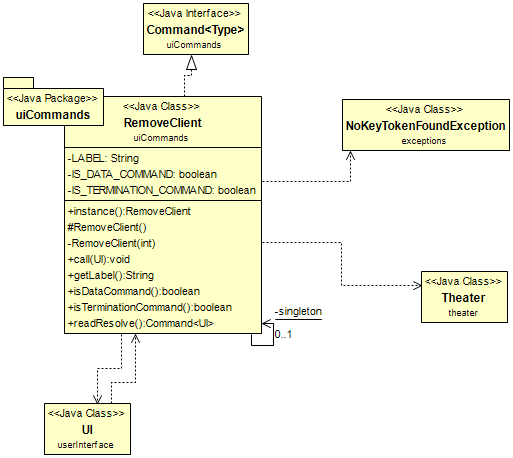 <<Java Interface>>
Command<Type>
uiCommands
<<Java Package>>
uiCommands
<<Java Class>>
RemoveClient
uiCommands
-LABEL: String
-IS_DATA_COMMAND: boolean
-IS_TERMINATION_COMMAND: boolean
+instance():RemoveClient
#RemoveClient()
-RemoveClient(int)
+call(UI):void
+getLabel():String
+isDataCommand():boolean
+isTerminationCommand():boolean
+readResolve():Command<UI>
<<Java Class>>
NoKeyTokenFoundException
exceptions
<<Java Class>>
Theater
theater
-singleton
0..1
<<Java Class>>
UI
userInterface